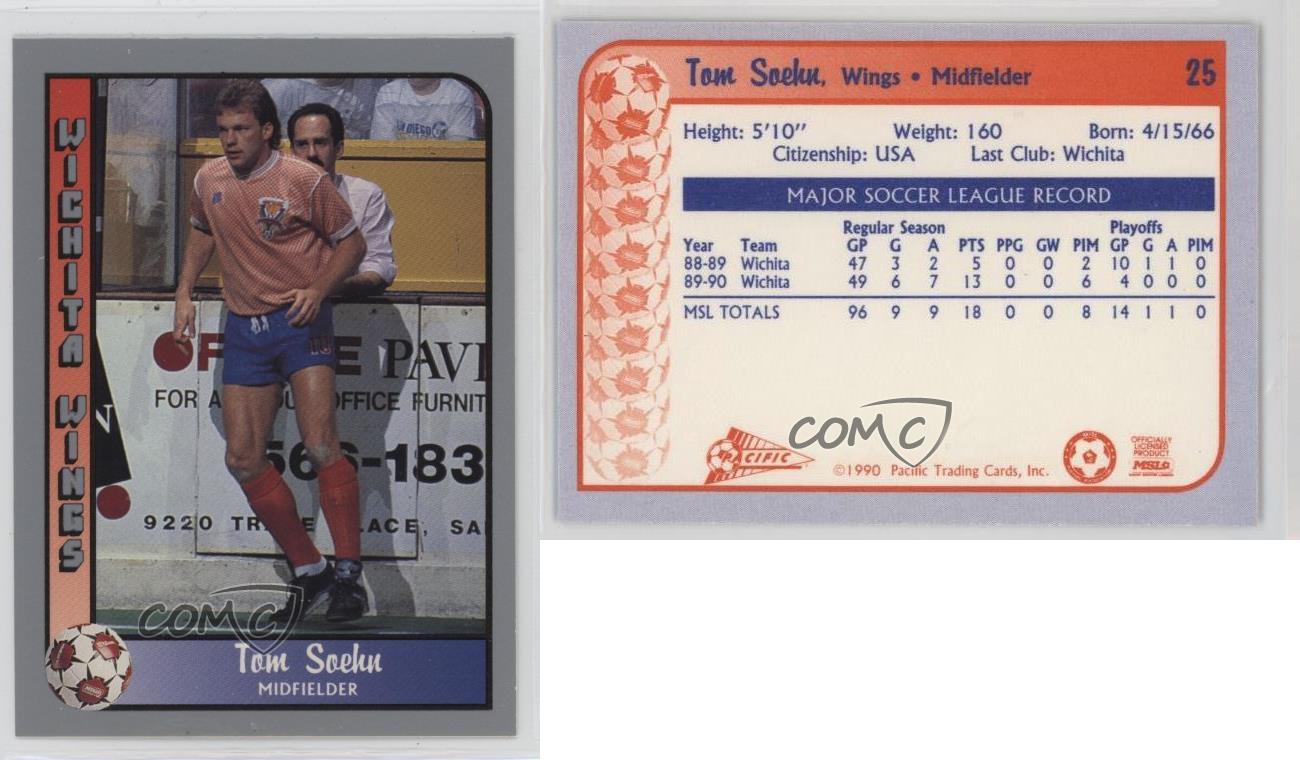 WICHITA WINGS
DIEGO
FOR
OFFICE FURNIT
PAVI
566-183
9220 TR
LACE, SA
COMC
Tom Soehn
MIDFIELDER
Tom Soehn, Wings • Midfielder 25
Height: 5'10" Weight: 160 Born: 4/15/66
Citizenship: USA Last Club: Wichita
MAJOR SOCCER LEAGUE RECORD
Regular Season Playoffs
Year Team GP G A PTS PPG GW PIM GP G A PIM
88-89 Wichita 47 3 2 5 0 0 2 10 1 1 0
89-90 Wichita 49 6 7 13 0 0 6 4 0 0 0
MSL TOTALS 96 9 9 18 0 0 8 14 1 1 0
COMC
PACIFIC
©1990 Pacific Trading Cards, Inc.
OFFICIALLY
LICENSED
PRODUCT
MSL